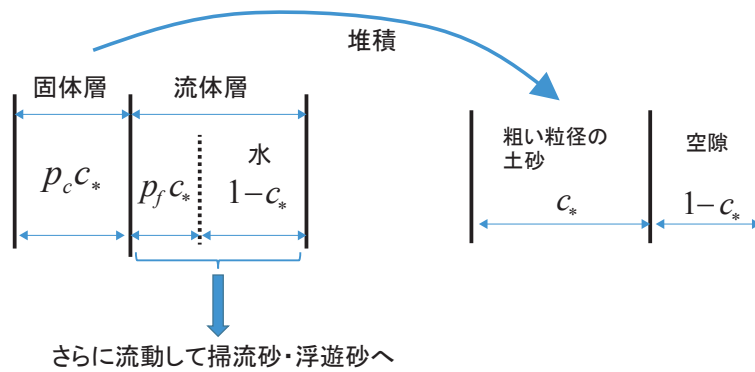 堆積
固体層
流体層
水
p_c c_*
p_f c_*
1-c_*
粗い粒径の
土砂
空隙
c_*
1-c_*
さらに流動して掃流砂・浮遊砂へ